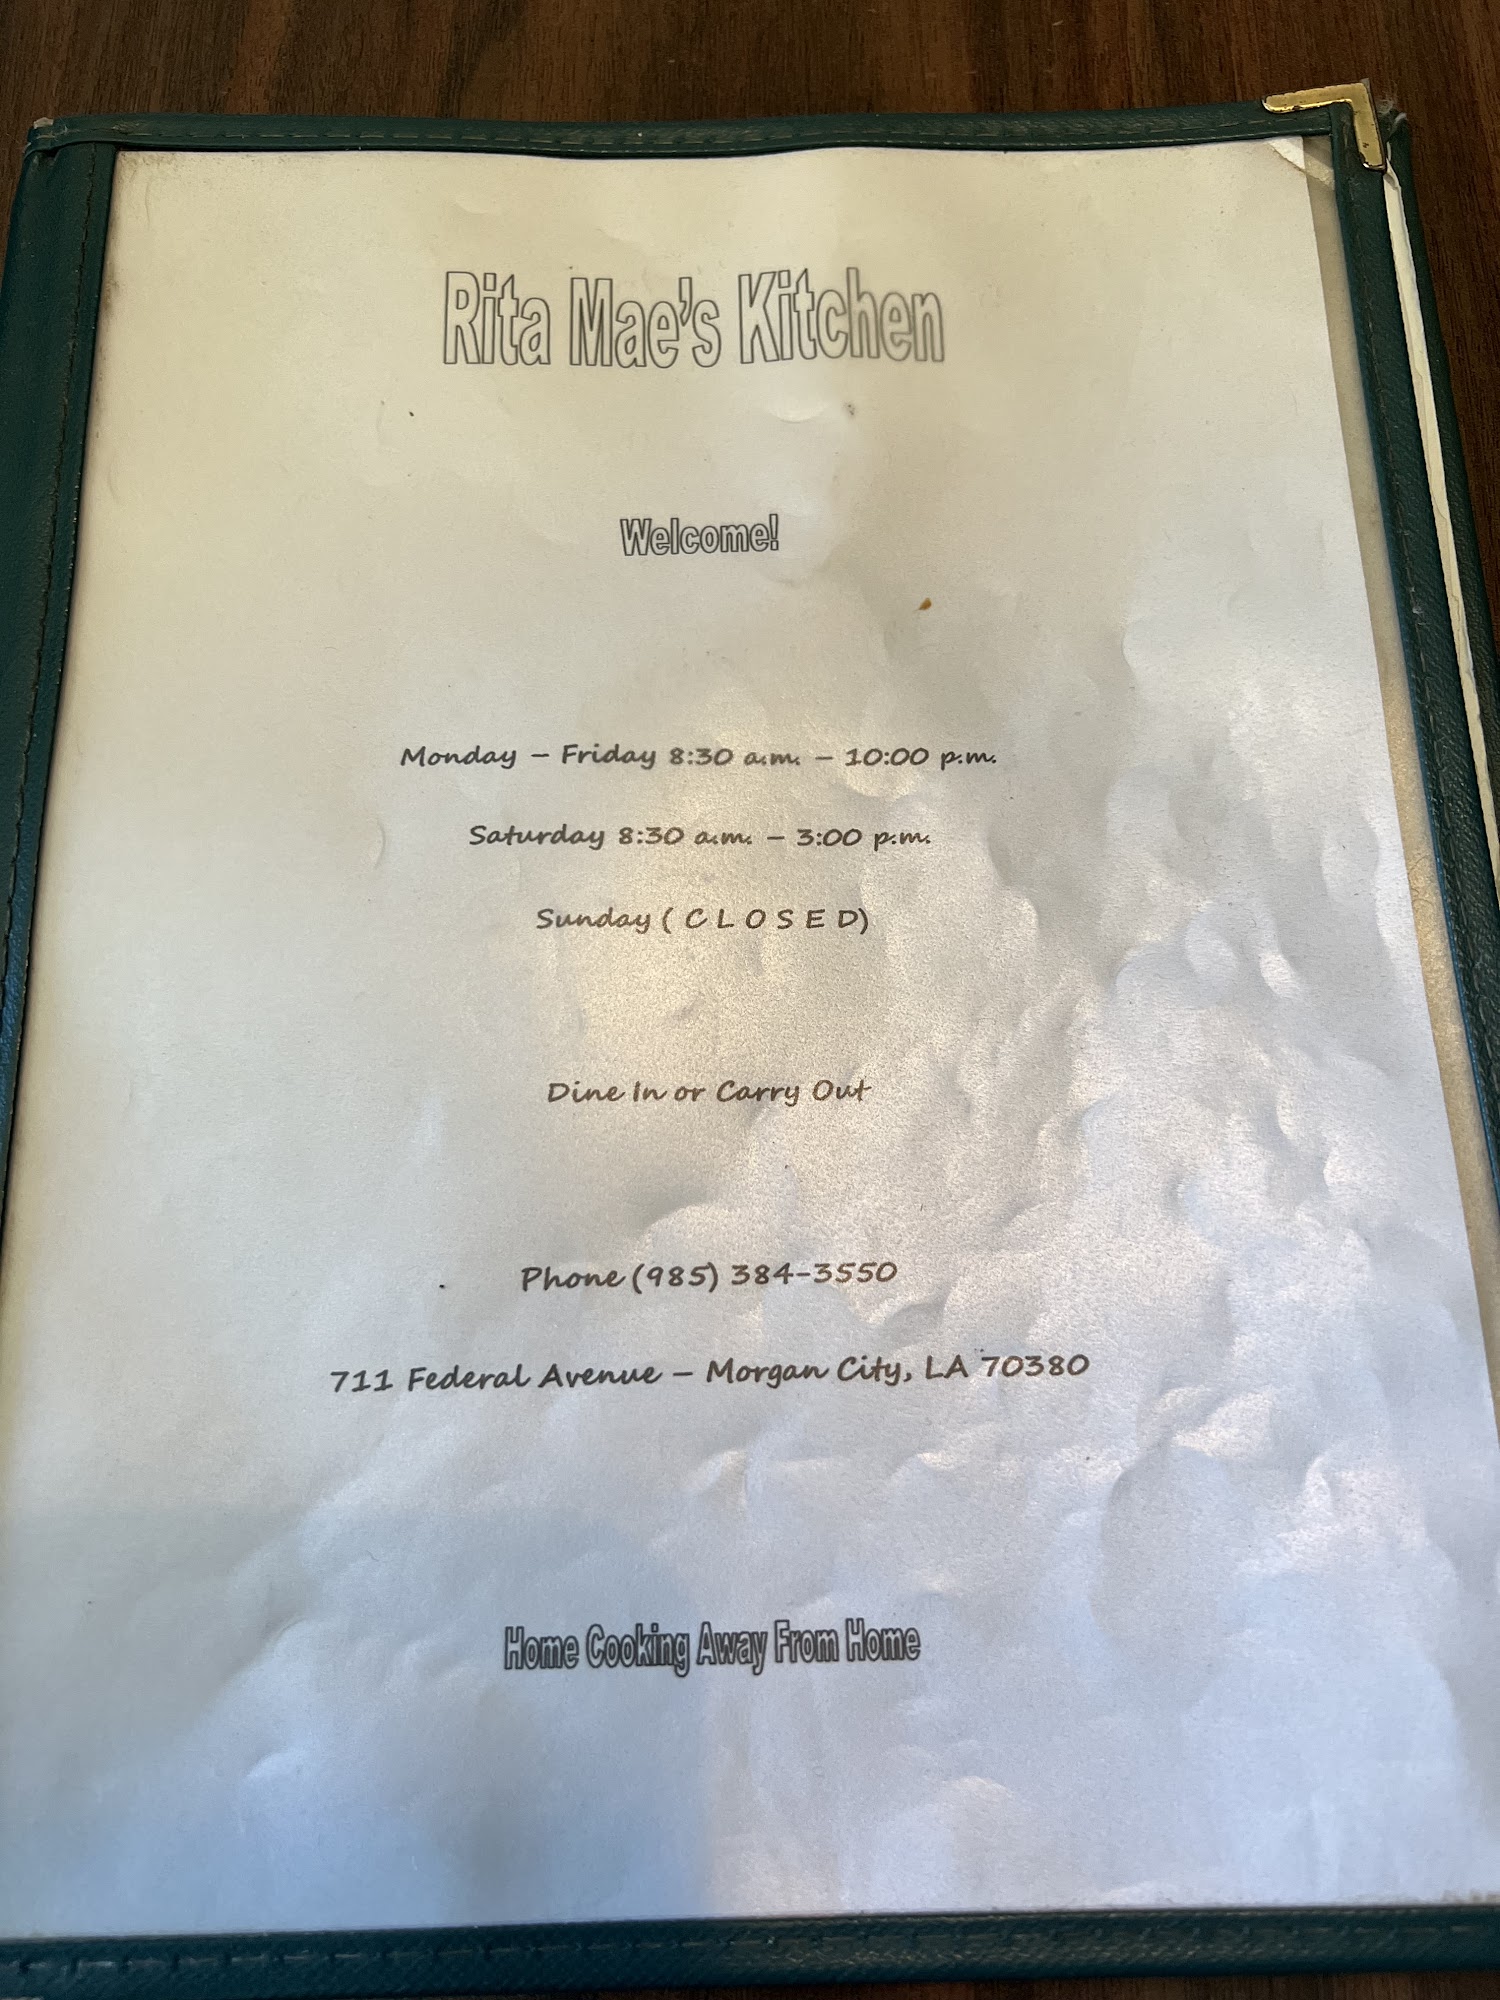 Rita Mae's Kitchen
Welcome!
Monday – Friday 8:30 a.m. – 10:00 p.m.
Saturday 8:30 a.m. – 3:00 p.m.
Sunday ( C L O S E D)
Dine In or Carry Out
Phone (985) 384-3550
711 Federal Avenue – Morgan City, LA 70380
Home Cooking Away From Home